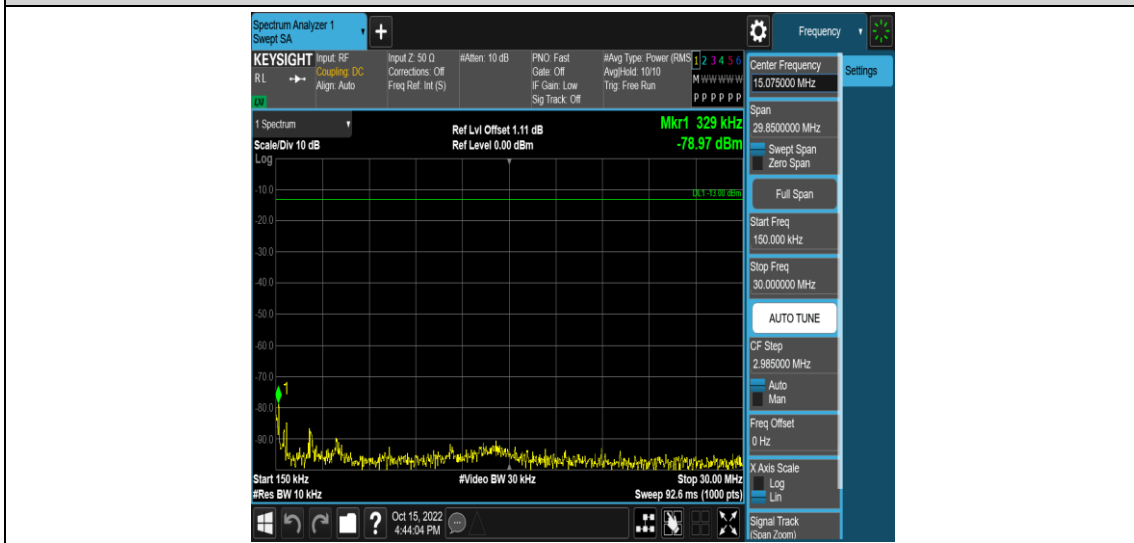 Spectrum Analyzer 1
Swept SA
+
Frequency
KEYSIGHT
RL
Input: RF
Coupling: DC
Align: Auto
Input Z: 50 Ω
Corrections: Off
Freq Ref: Int (S)
#Atten: 10 dB
PNO: Fast
Gate: Off
IF Gain: Low
Sig Track: Off
#Avg Type: Power (RMS
Avg|Hold: 10/10
Trig: Free Run
1 2 3 4 5 6
M W W W W W
P P P P P P
1 Spectrum
Scale/Div 10 dB
Log
Ref Lvl Offset 1.11 dB
Ref Level 0.00 dBm
Mkr1 329 kHz
-78.97 dBm
DL1 -13.00 dBm
-10.0
-20.0
-30.0
-40.0
-50.0
-60.0
-70.0
-80.0
-90.0
1
Start 150 kHz
#Res BW 10 kHz
#Video BW 30 kHz
Stop 30.00 MHz
Sweep 92.6 ms (1000 pts)
Center Frequency
15.075000 MHz
Settings
Span
29.8500000 MHz
Swept Span
Zero Span
Full Span
Start Freq
150.000 kHz
Stop Freq
30.000000 MHz
AUTO TUNE
CF Step
2.985000 MHz
Auto
Man
Freq Offset
0 Hz
X Axis Scale
Log
Lin
Signal Track
(Span Zoom)
?
Oct 15, 2022
4:44:04 PM